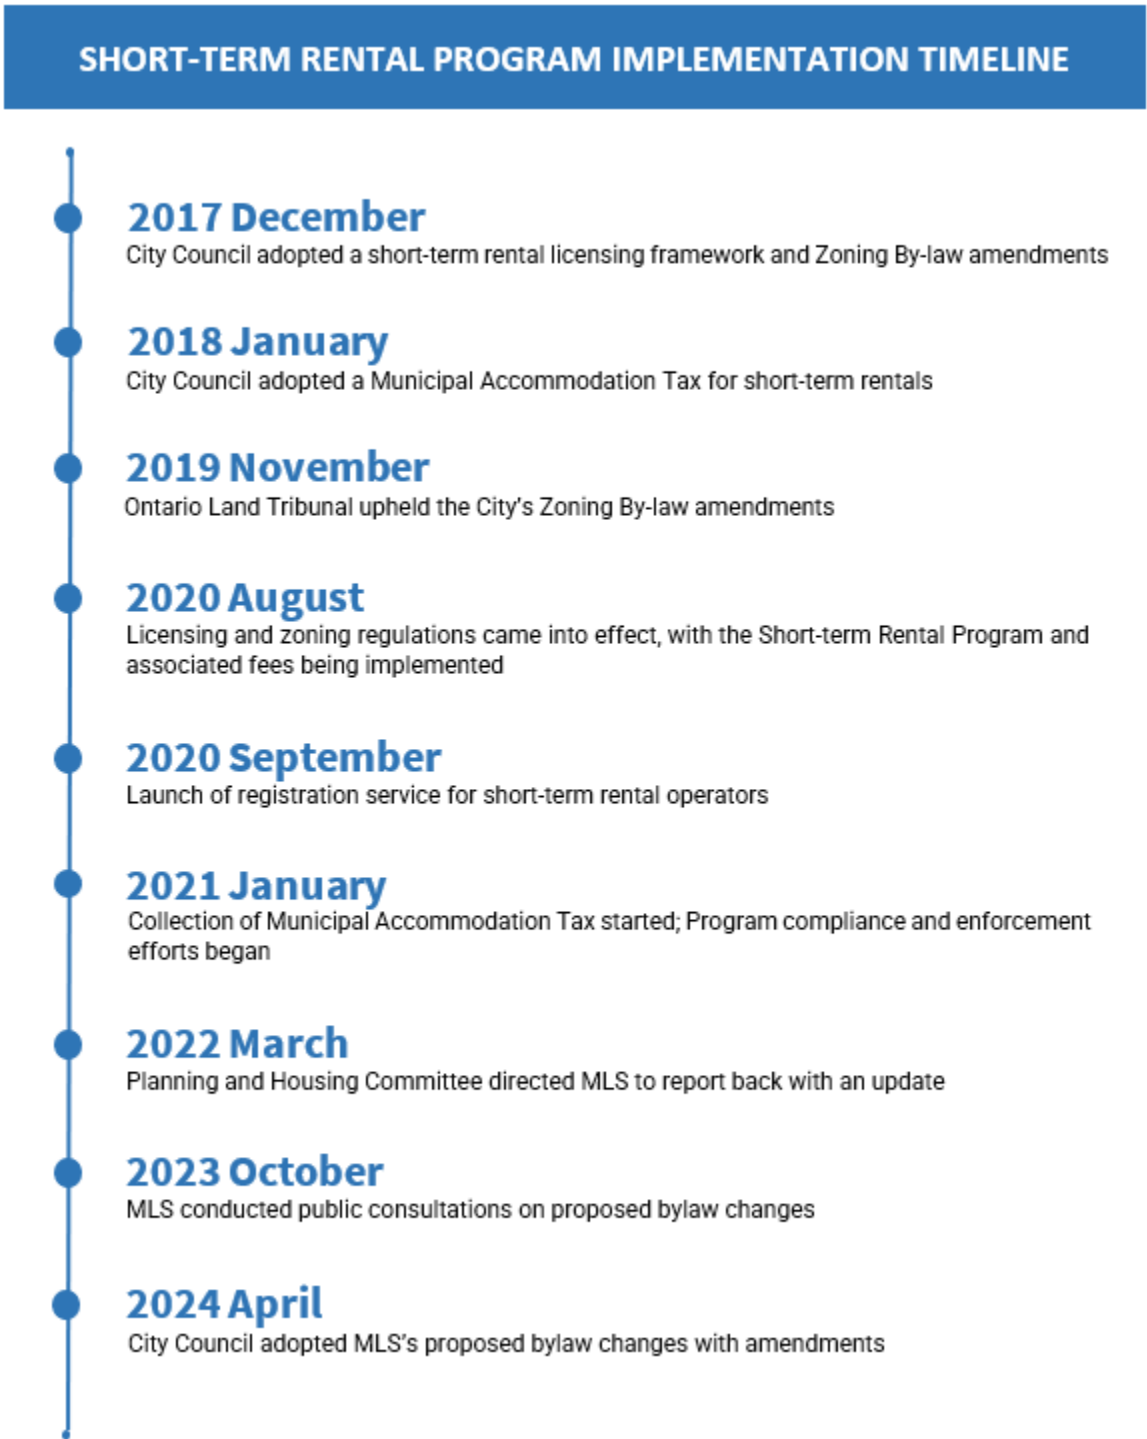 SHORT-TERM RENTAL PROGRAM IMPLEMENTATION TIMELINE
2017 December
City Council adopted a short-term rental licensing framework and Zoning By-law amendments
2018 January
City Council adopted a Municipal Accommodation Tax for short-term rentals
2019 November
Ontario Land Tribunal upheld the City's Zoning By-law amendments
2020 August
Licensing and zoning regulations came into effect, with the Short-term Rental Program and
associated fees being implemented
2020 September
Launch of registration service for short-term rental operators
2021 January
Collection of Municipal Accommodation Tax started; Program compliance and enforcement
efforts began
2022 March
Planning and Housing Committee directed MLS to report back with an update
2023 October
MLS conducted public consultations on proposed bylaw changes
2024 April
City Council adopted MLS's proposed bylaw changes with amendments